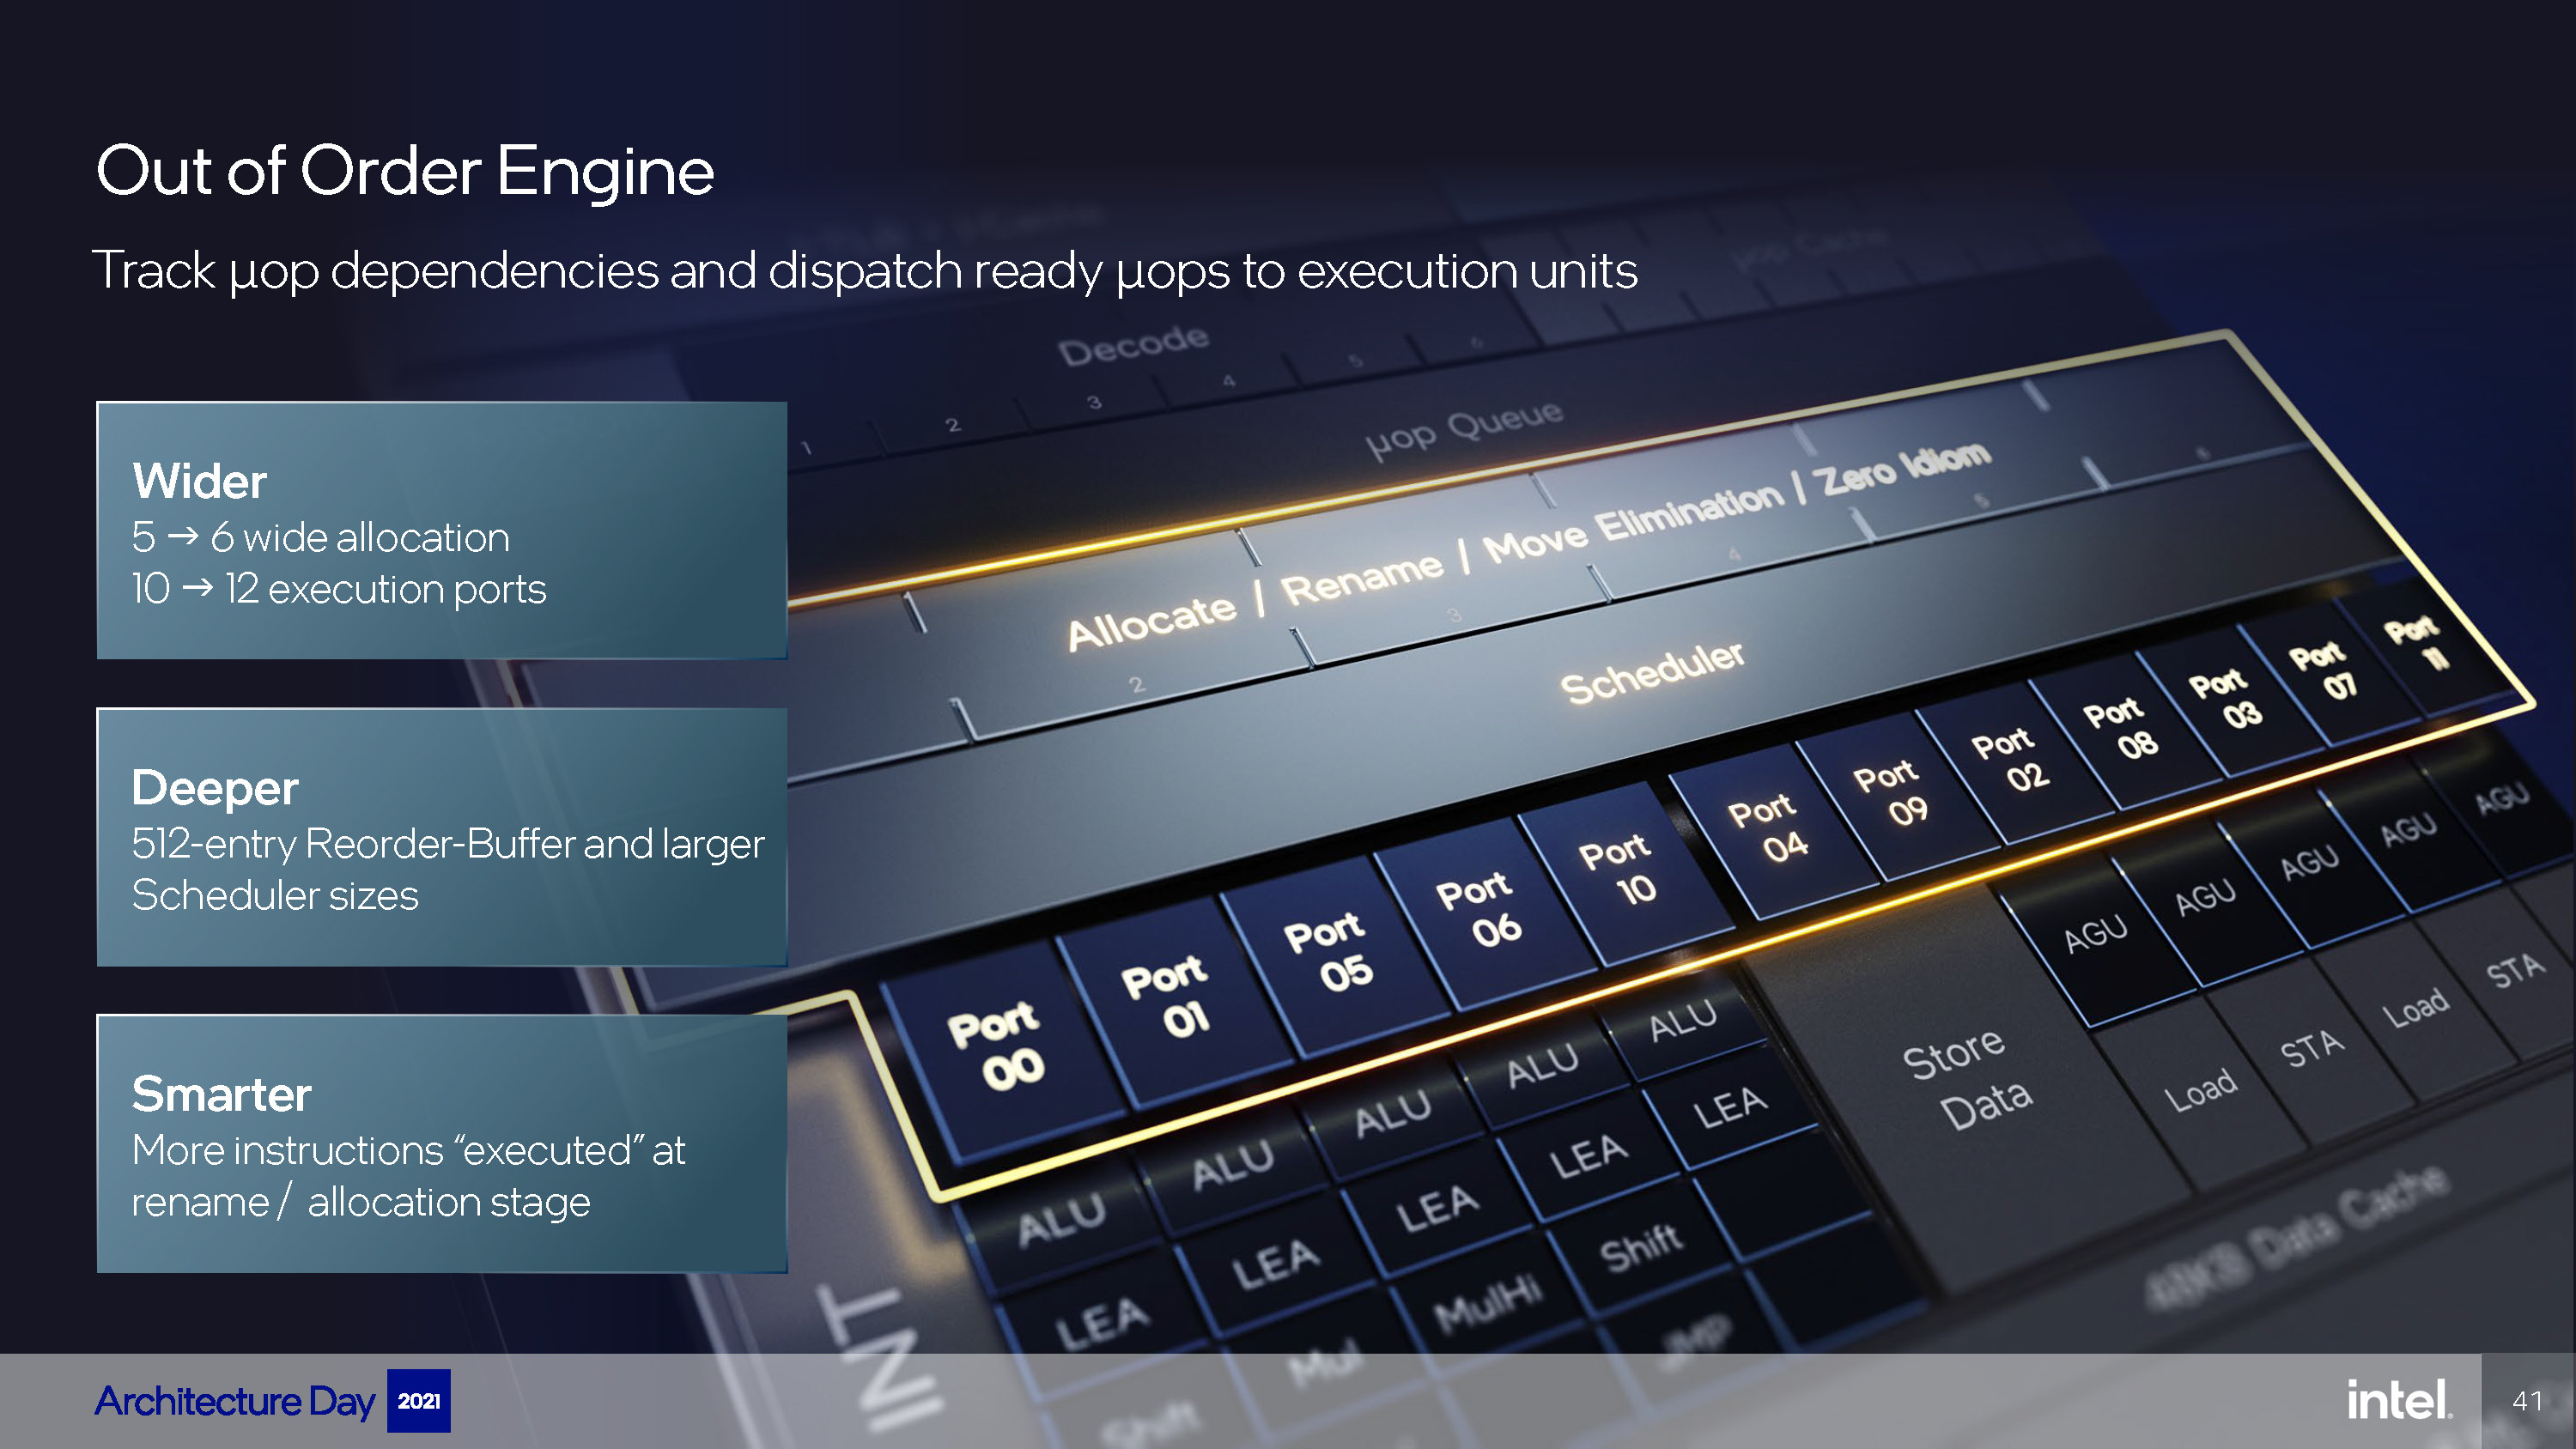 Out of Order Engine
Track µop dependencies and dispatch ready µops to execution units
Wider
5 → 6 wide allocation
10 → 12 execution ports
Deeper
512-entry Reorder-Buffer and larger
Scheduler sizes
Smarter
More instructions “executed” at
rename / allocation stage
µop Cache
Decode
1 2 3 4 5 6
µop Queue
Allocate / Rename / Move Elimination / Zero Idiom
2 3 4 5 6
Scheduler
Port 00
Port 01
Port 05
Port 06
Port 10
Port 04
Port 09
Port 02
Port 08
Port 03
Port 07
Port 11
INT
ALU ALU ALU ALU ALU
LEA LEA LEA LEA LEA
Shift Mul MulHi Shift
JMP
Store
Data
AGU AGU AGU AGU AGU
Load STA Load STA
48KB Data Cache
Architecture Day 2021
intel.
41